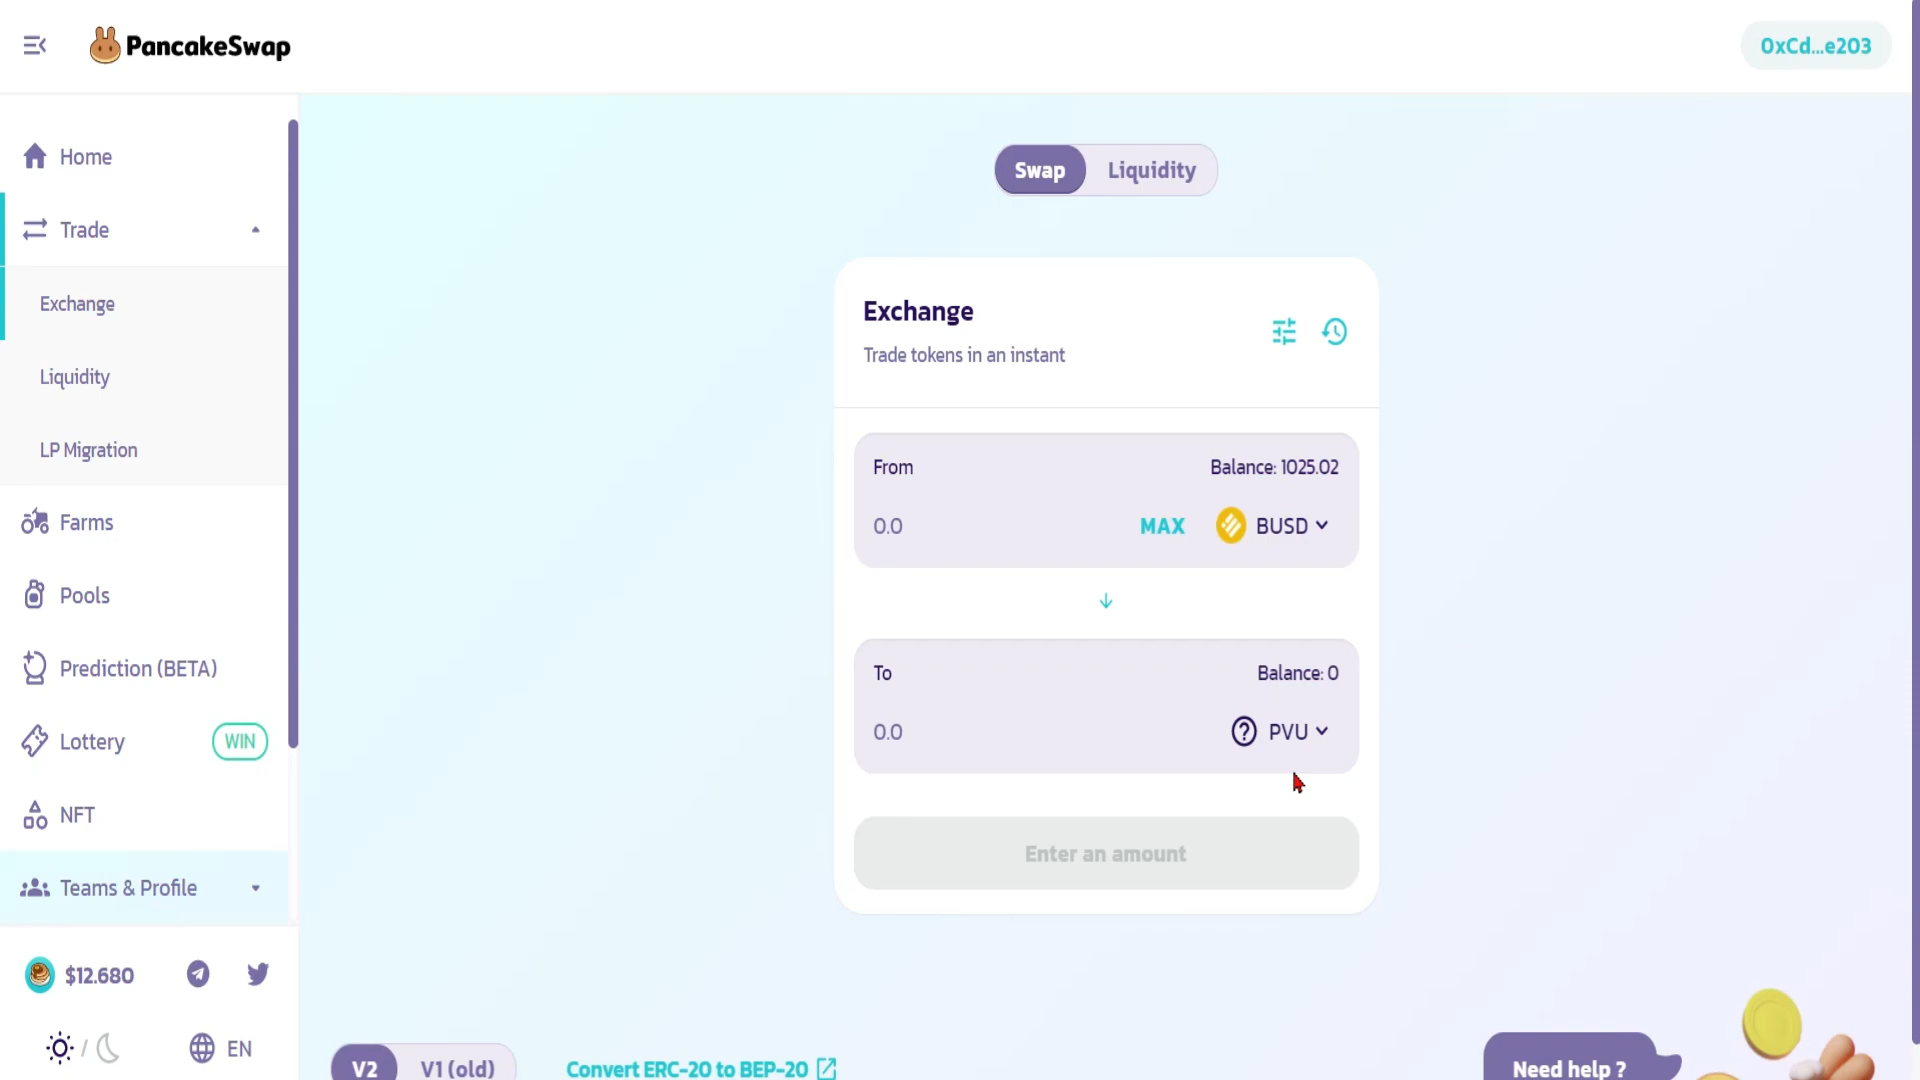 PancakeSwap
0xCd...e203
Home
Trade
Exchange
Liquidity
LP Migration
Farms
Pools
Prediction (BETA)
Lottery
WIN
NFT
Teams & Profile
$12.680
/
EN
Swap
Liquidity
Exchange
Trade tokens in an instant
From
Balance: 1025.02
0.0
MAX
BUSD
To
Balance: 0
0.0
? PVU
Enter an amount
V2
V1 (old)
Convert ERC-20 to BEP-20
Need help ?